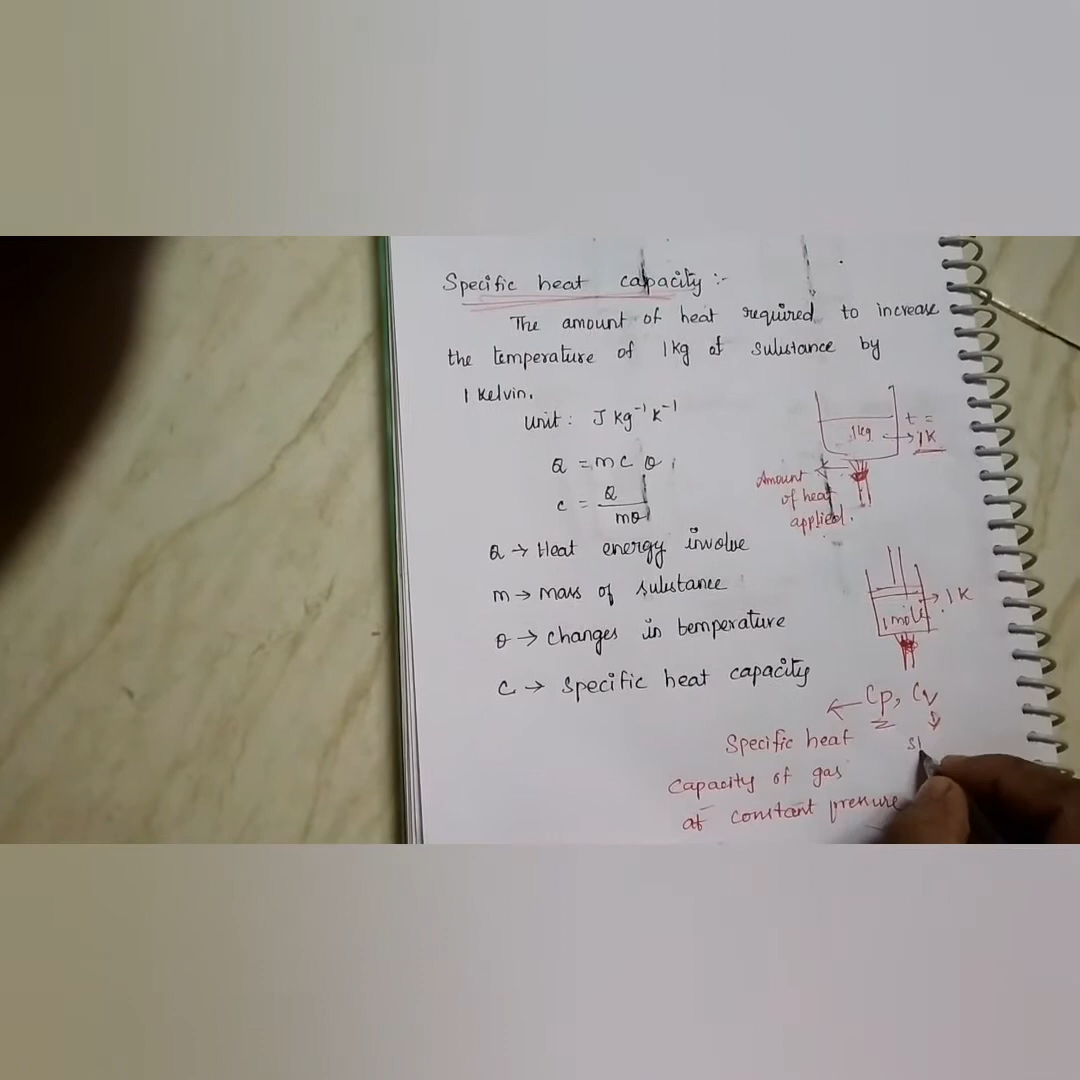 Specific heat capacity :-
The amount of heat required to increase
the temperature of 1kg of substance by
1 Kelvin.
Unit : J kg⁻¹ k⁻¹
Q = m c θ
c = Q / mθ
Q → Heat energy involve
m → mass of substance
θ → changes in temperature
C → specific heat capacity
1kg → 1K
t =
Amount
of heat
applied.
1 mole → 1 K
← Cp, Cv
Specific heat
capacity of gas
at constant pressure